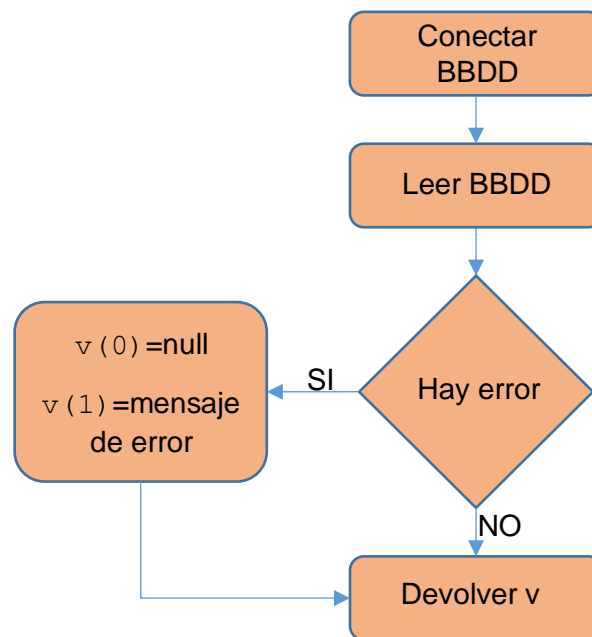 Conectar
BBDD
Leer BBDD
Hay error
SI
v(0)=null
v(1)=mensaje
de error
NO
Devolver v